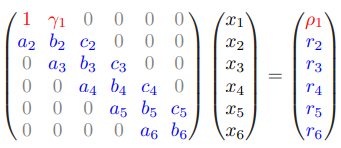 1 γ₁ 0 0 0 0 x₁ ρ₁
a₂ b₂ c₂ 0 0 0 x₂ r₂
0 a₃ b₃ c₃ 0 0 x₃ = r₃
0 0 a₄ b₄ c₄ 0 x₄ r₄
0 0 0 a₅ b₅ c₅ x₅ r₅
0 0 0 0 a₆ b₆ x₆ r₆